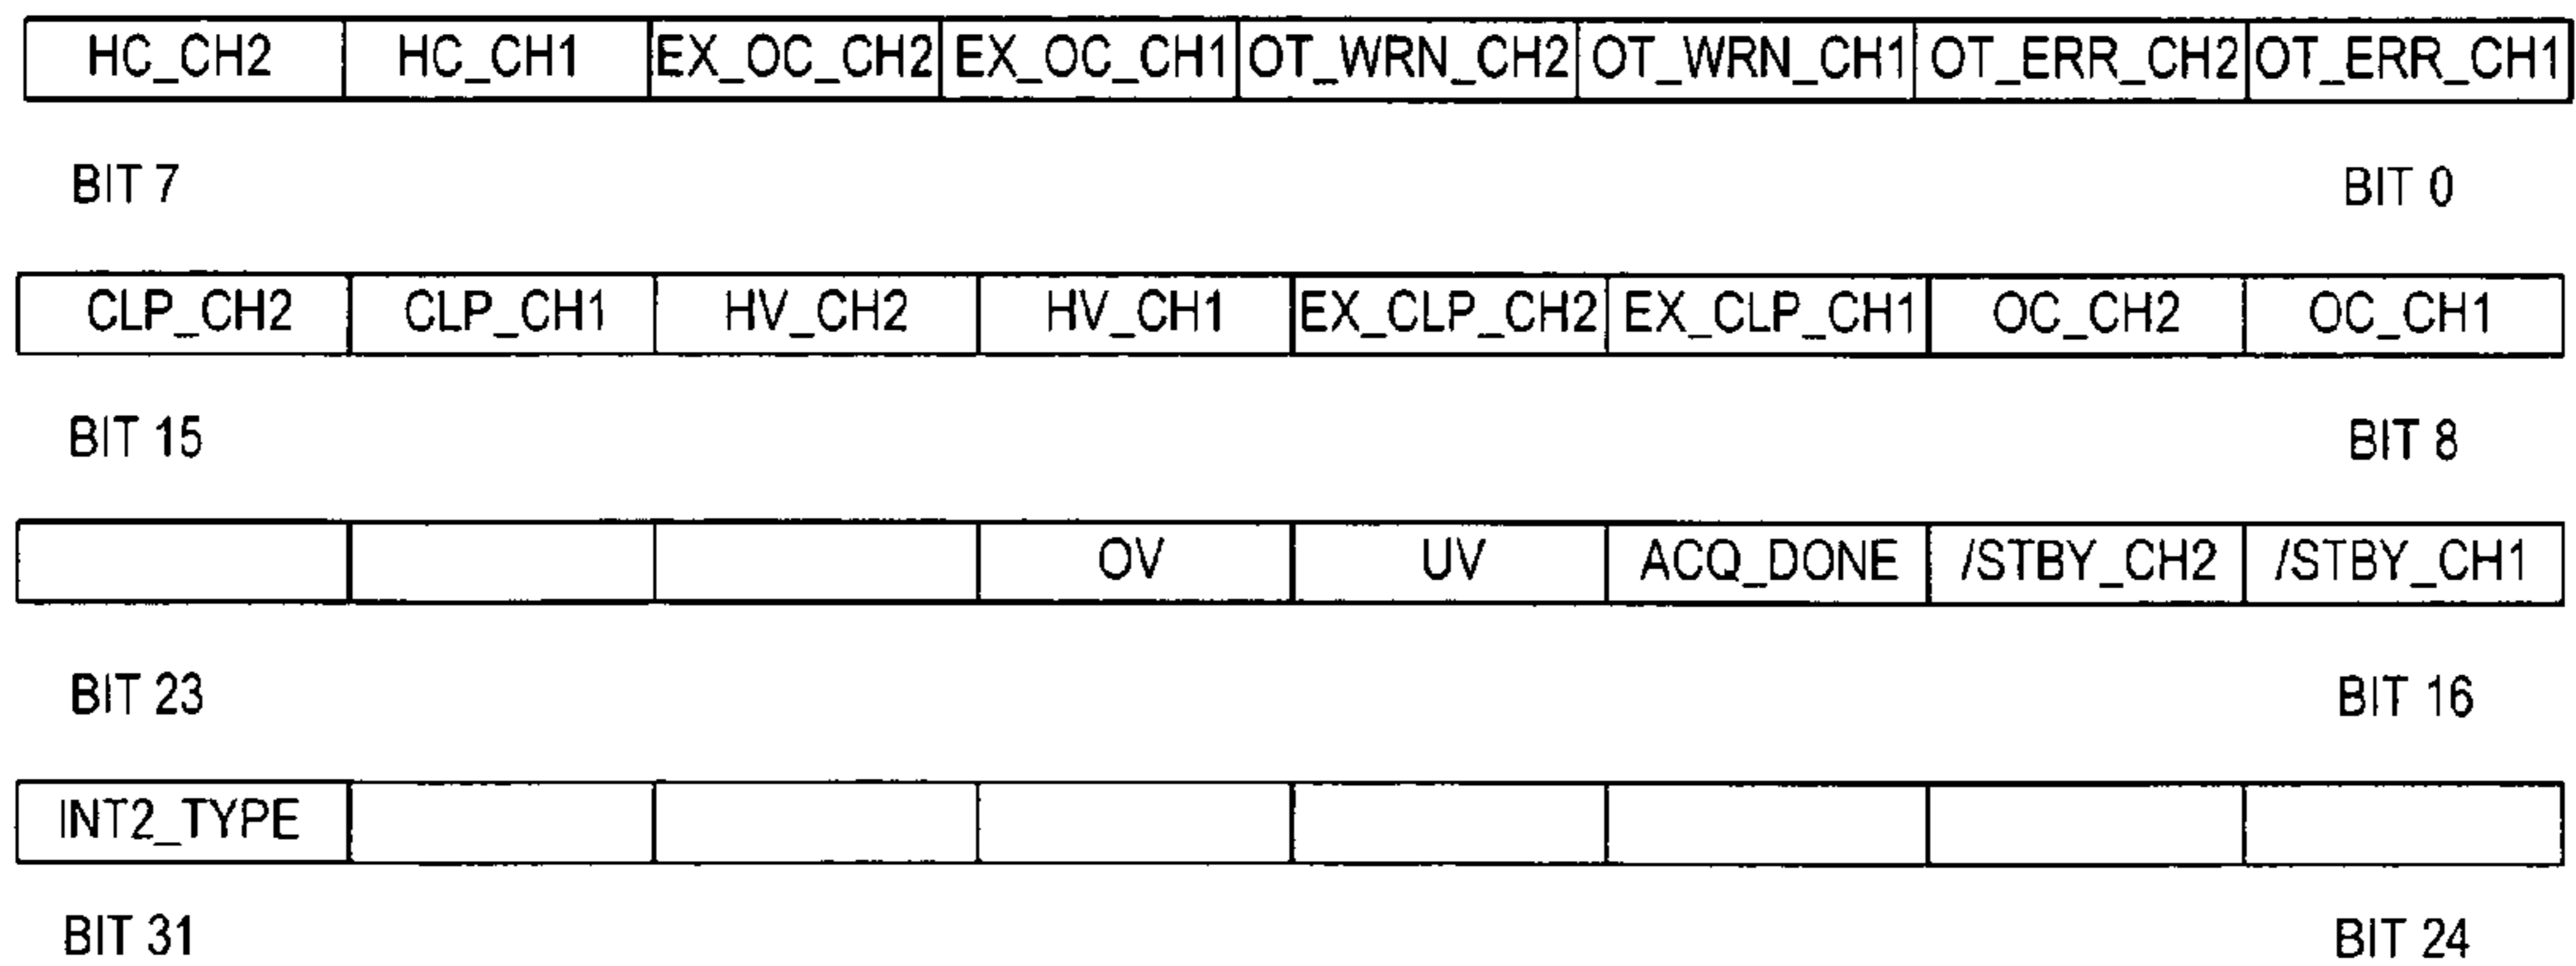 HC_CH2 HC_CH1 EX_OC_CH2 EX_OC_CH1 OT_WRN_CH2 OT_WRN_CH1 OT_ERR_CH2 OT_ERR_CH1
BIT 7 BIT 0
CLP_CH2 CLP_CH1 HV_CH2 HV_CH1 EX_CLP_CH2 EX_CLP_CH1 OC_CH2 OC_CH1
BIT 15 BIT 8
OV UV ACQ_DONE /STBY_CH2 /STBY_CH1
BIT 23 BIT 16
INT2_TYPE
BIT 31 BIT 24